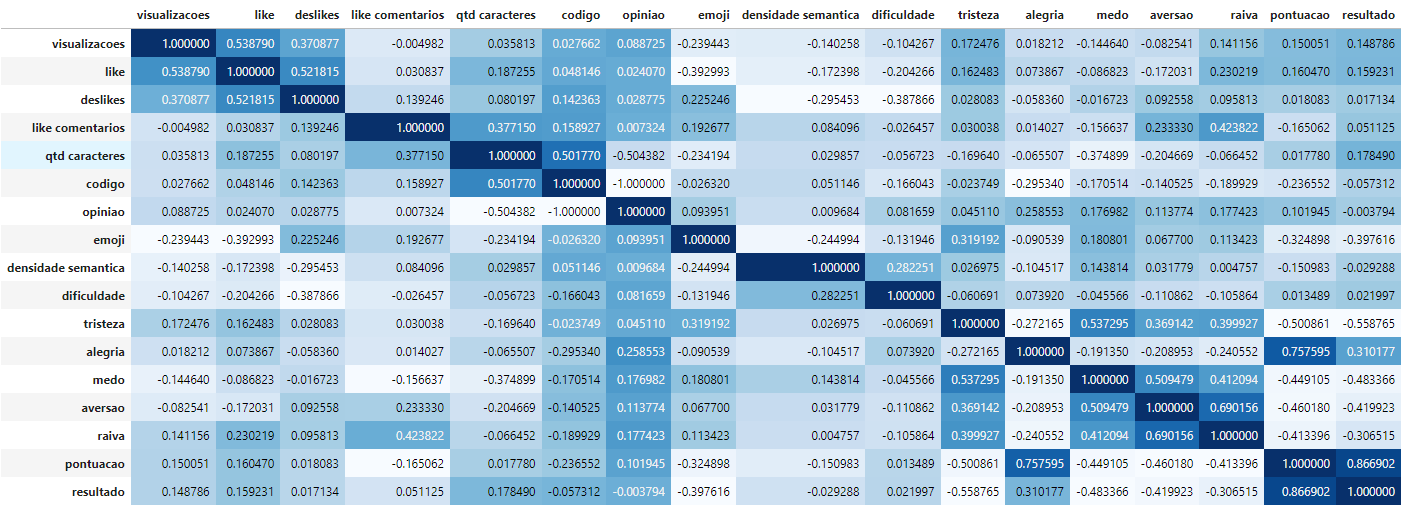 visualizacoes like deslikes like comentarios qtd caracteres codigo opiniao emoji densidade semantica dificuldade tristeza alegria medo aversao raiva pontuacao resultado
visualizacoes 1.000000 0.538790 0.370877 -0.004982 0.035813 0.027662 0.088725 -0.239443 -0.140258 -0.104267 0.172476 0.018212 -0.144640 -0.082541 0.141156 0.150051 0.148786
like 0.538790 1.000000 0.521815 0.030837 0.187255 0.048146 0.024070 -0.392993 -0.172398 -0.204266 0.162483 0.073867 -0.086823 -0.172031 0.230219 0.160470 0.159231
deslikes 0.370877 0.521815 1.000000 0.139246 0.080197 0.142363 0.028775 0.225246 -0.295453 -0.387866 0.028083 -0.058360 -0.016723 0.092558 0.095813 0.018083 0.017134
like comentarios -0.004982 0.030837 0.139246 1.000000 0.377150 0.158927 0.007324 0.192677 0.084096 -0.026457 0.030038 0.014027 -0.156637 0.233330 0.423822 -0.165062 0.051125
qtd caracteres 0.035813 0.187255 0.080197 0.377150 1.000000 0.501770 -0.504382 -0.234194 0.029857 -0.056723 -0.169640 -0.065507 -0.374899 -0.204669 -0.066452 0.017780 0.178490
codigo 0.027662 0.048146 0.142363 0.158927 0.501770 1.000000 -1.000000 -0.026320 0.051146 -0.166043 -0.023749 -0.295340 -0.170514 -0.140525 -0.189929 -0.236552 -0.057312
opiniao 0.088725 0.024070 0.028775 0.007324 -0.504382 -1.000000 1.000000 0.093951 0.009684 0.081659 0.045110 0.258553 0.176982 0.113774 0.177423 0.101945 -0.003794
emoji -0.239443 -0.392993 0.225246 0.192677 -0.234194 -0.026320 0.093951 1.000000 -0.244994 -0.131946 0.319192 -0.090539 0.180801 0.067700 0.113423 -0.324898 -0.397616
densidade semantica -0.140258 -0.172398 -0.295453 0.084096 0.029857 0.051146 0.009684 -0.244994 1.000000 0.282251 0.026975 -0.104517 0.143814 0.031779 0.004757 -0.150983 -0.029288
dificuldade -0.104267 -0.204266 -0.387866 -0.026457 -0.056723 -0.166043 0.081659 -0.131946 0.282251 1.000000 -0.060691 0.073920 -0.045566 -0.110862 -0.105864 0.013489 0.021997
tristeza 0.172476 0.162483 0.028083 0.030038 -0.169640 -0.023749 0.045110 0.319192 0.026975 -0.060691 1.000000 -0.272165 0.537295 0.369142 0.399927 -0.500861 -0.558765
alegria 0.018212 0.073867 -0.058360 0.014027 -0.065507 -0.295340 0.258553 -0.090539 -0.104517 0.073920 -0.272165 1.000000 -0.191350 -0.208953 -0.240552 0.757595 0.310177
medo -0.144640 -0.086823 -0.016723 -0.156637 -0.374899 -0.170514 0.176982 0.180801 0.143814 -0.045566 0.537295 -0.191350 1.000000 0.509479 0.412094 -0.449105 -0.483366
aversao -0.082541 -0.172031 0.092558 0.233330 -0.204669 -0.140525 0.113774 0.067700 0.031779 -0.110862 0.369142 -0.208953 0.509479 1.000000 0.690156 -0.460180 -0.419923
raiva 0.141156 0.230219 0.095813 0.423822 -0.066452 -0.189929 0.177423 0.113423 0.004757 -0.105864 0.399927 -0.240552 0.412094 0.690156 1.000000 -0.413396 -0.306515
pontuacao 0.150051 0.160470 0.018083 -0.165062 0.017780 -0.236552 0.101945 -0.324898 -0.150983 0.013489 -0.500861 0.757595 -0.449105 -0.460180 -0.413396 1.000000 0.866902
resultado 0.148786 0.159231 0.017134 0.051125 0.178490 -0.057312 -0.003794 -0.397616 -0.029288 0.021997 -0.558765 0.310177 -0.483366 -0.419923 -0.306515 0.866902 1.000000